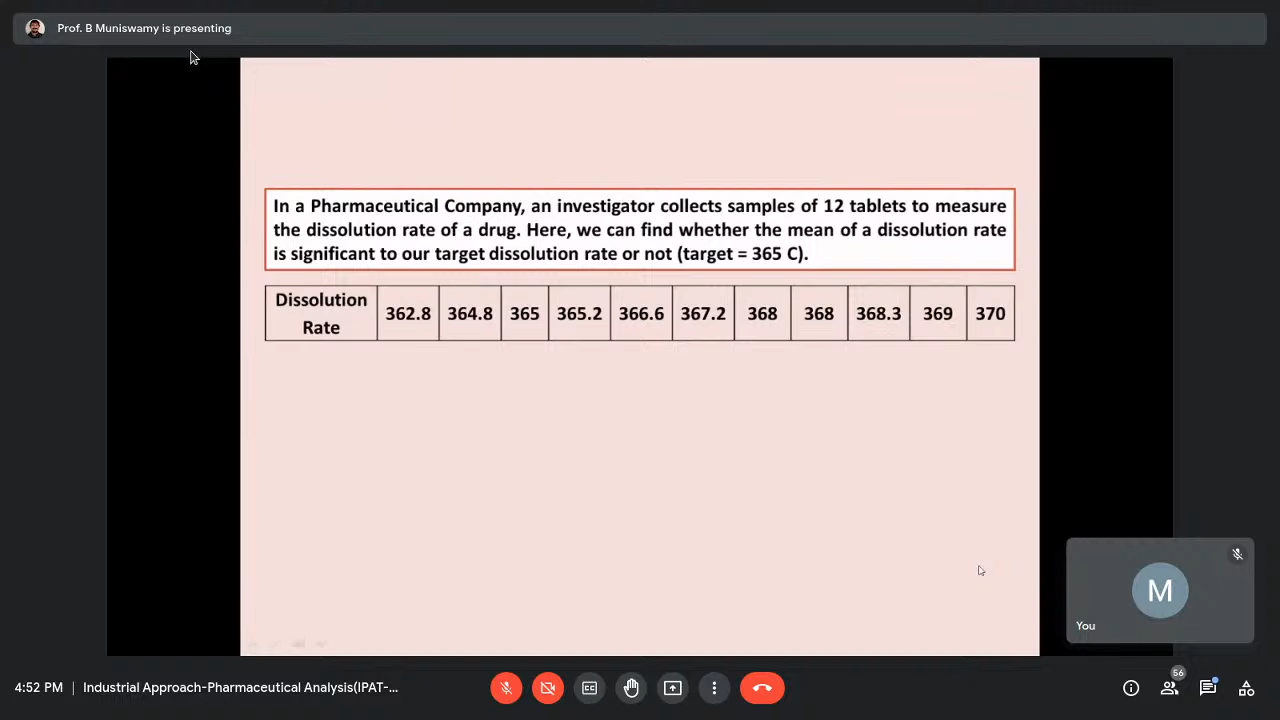 Prof. B Muniswamy is presenting
In a Pharmaceutical Company, an investigator collects samples of 12 tablets to measure
the dissolution rate of a drug. Here, we can find whether the mean of a dissolution rate
is significant to our target dissolution rate or not (target = 365 C).
Dissolution
Rate
362.8 364.8 365 365.2 366.6 367.2 368 368 368.3 369 370
M
You
56
4:52 PM | Industrial Approach-Pharmaceutical Analysis(IPAT-...
CC